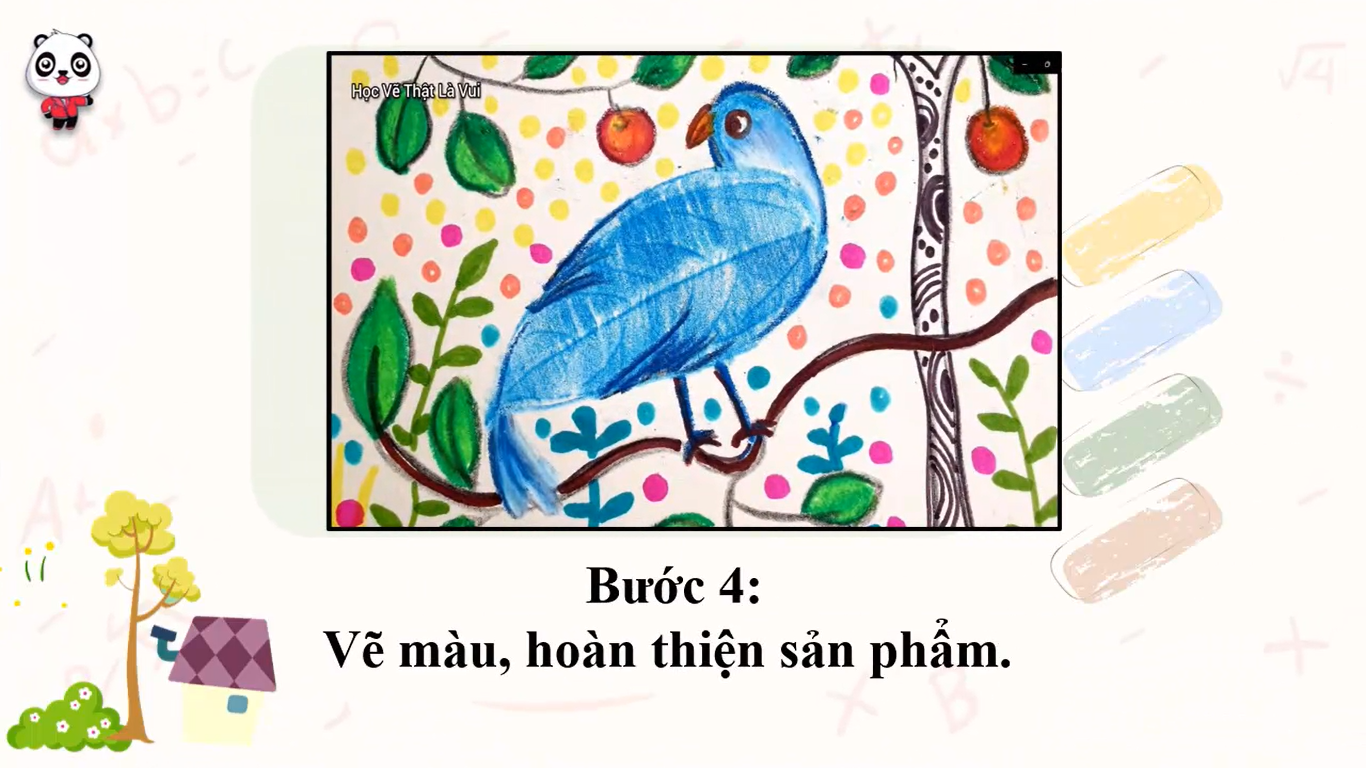 Học Vẽ Thật Là Vui
Bước 4:
Vẽ màu, hoàn thiện sản phẩm.